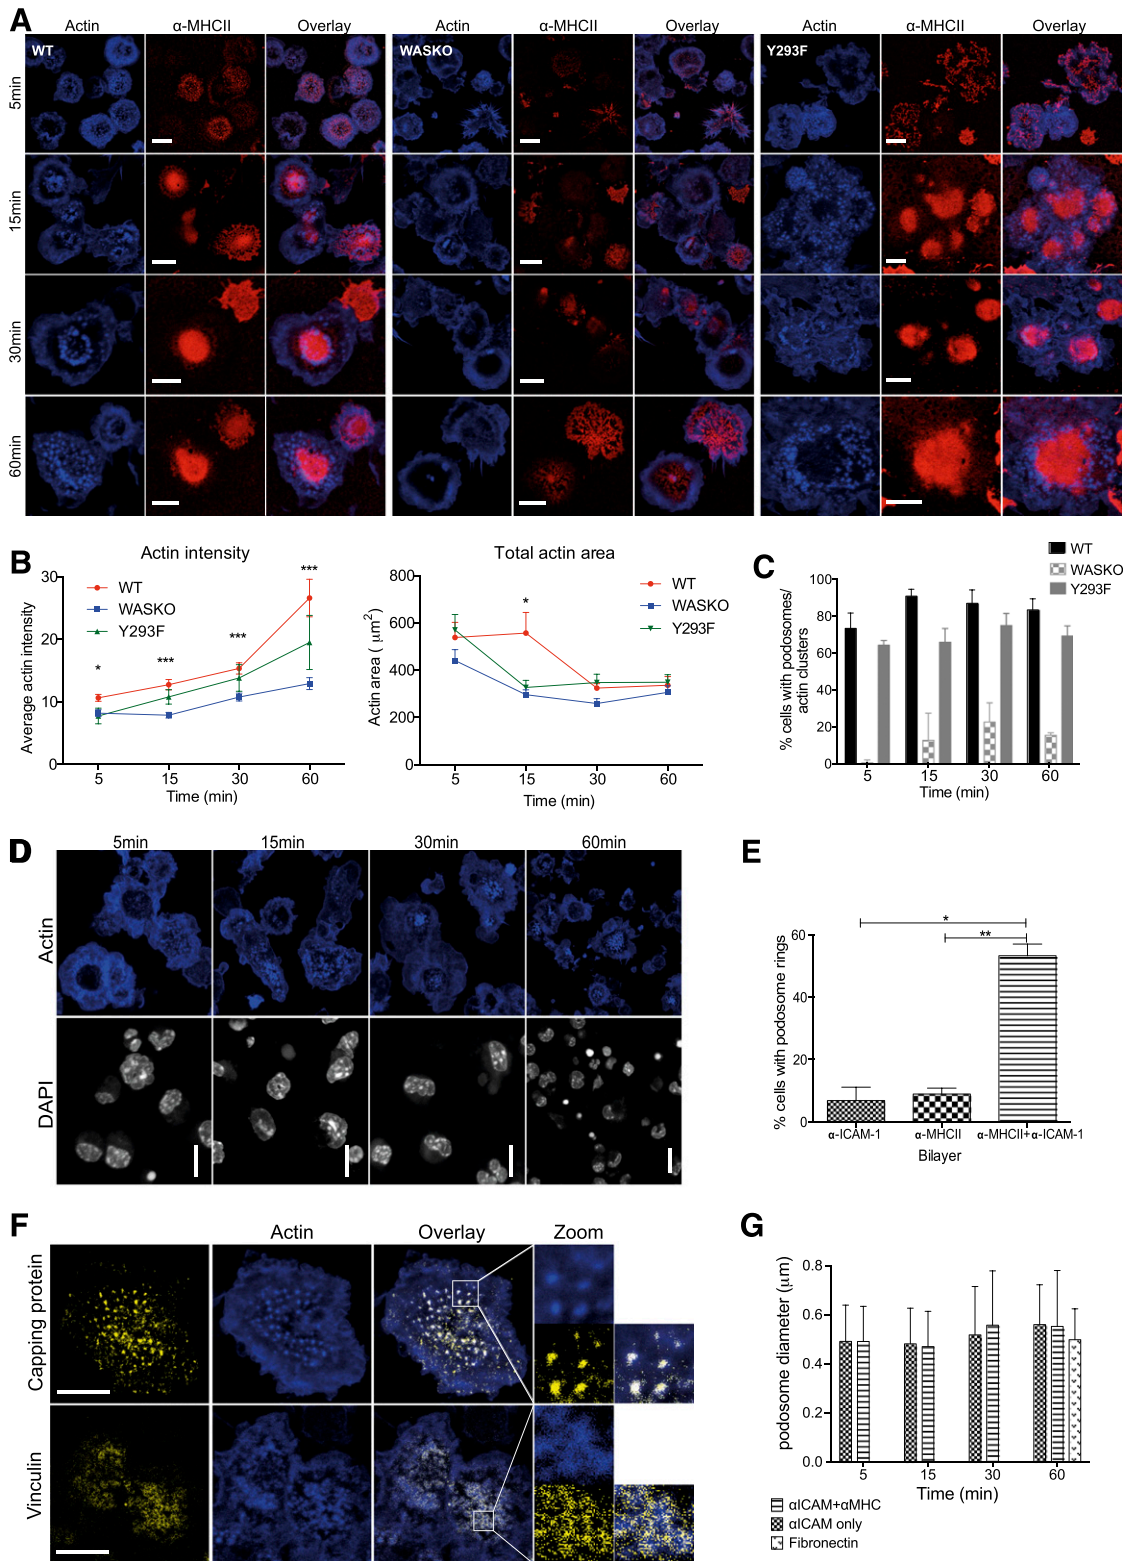 A
Actin α-MHCII Overlay Actin α-MHCII Overlay Actin α-MHCII Overlay
WT WASKO Y293F
5min
15min
30min
60min
B
Actin intensity
WT
WASKO
Y293F
* *** *** ***
Average actin intensity
30
20
10
0
5 15 30 60
Time (min)
Total actin area
WT
WASKO
Y293F
*
Actin area ( μm²)
800
600
400
200
0
5 15 30 60
Time (min)
C
WT
WASKO
Y293F
% cells with podosomes/
actin clusters
100
80
60
40
20
0
5 15 30 60
Time (min)
D
5min 15min 30min 60min
Actin
DAPI
E
*
**
% cells with podosome rings
60
40
20
0
α-ICAM-1 α-MHCII α-MHCII+α-ICAM-1
Bilayer
F
Actin Overlay Zoom
Capping protein
Vinculin
G
podosome diameter (μm)
0.8
0.6
0.4
0.2
0.0
5 15 30 60
Time (min)
αICAM+αMHC
αICAM only
Fibronectin